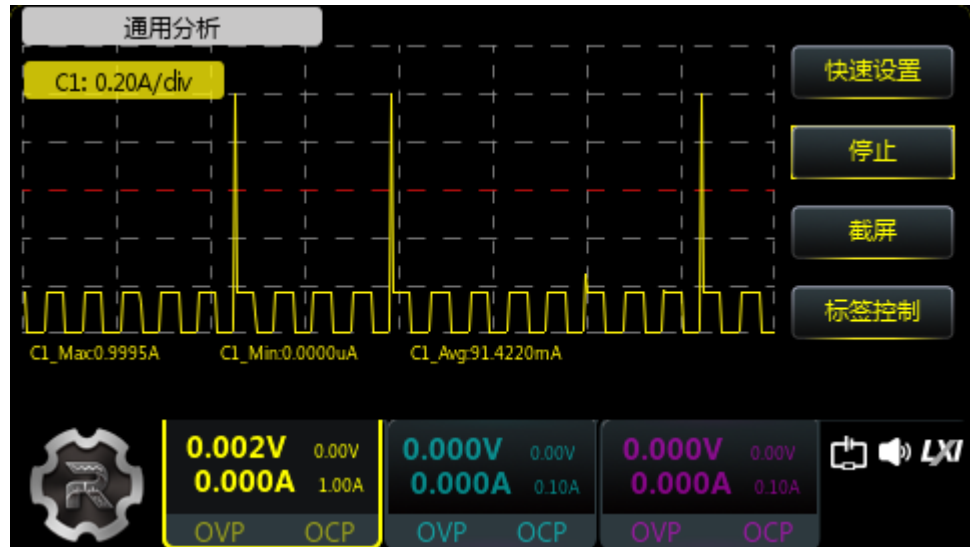 通用分析
C1: 0.20A/div
快速设置
停止
截屏
标签控制
C1_Max:0.9995A C1_Min:0.0000uA C1_Avg:91.4220mA
0.002V 0.00V
0.000A 1.00A
OVP OCP
0.000V 0.00V
0.000A 0.10A
OVP OCP
0.000V 0.00V
0.000A 0.10A
OVP OCP
LXI
R